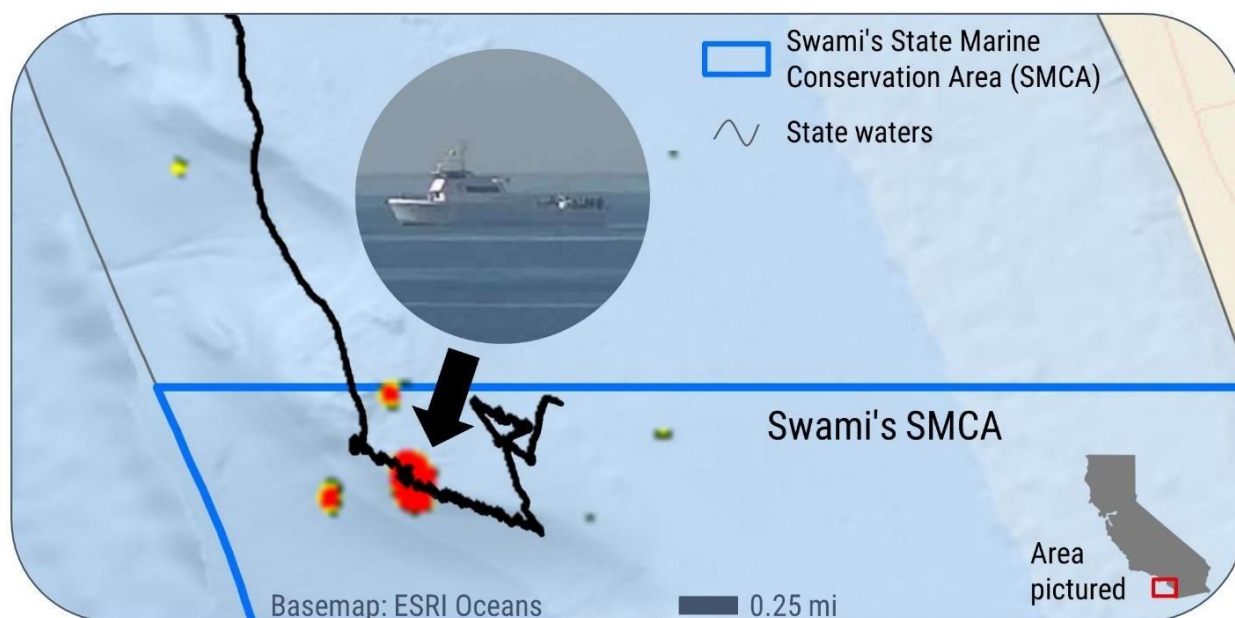 Swami's State Marine
Conservation Area (SMCA)
State waters
Swami's SMCA
Area
pictured
Basemap: ESRI Oceans
0.25 mi